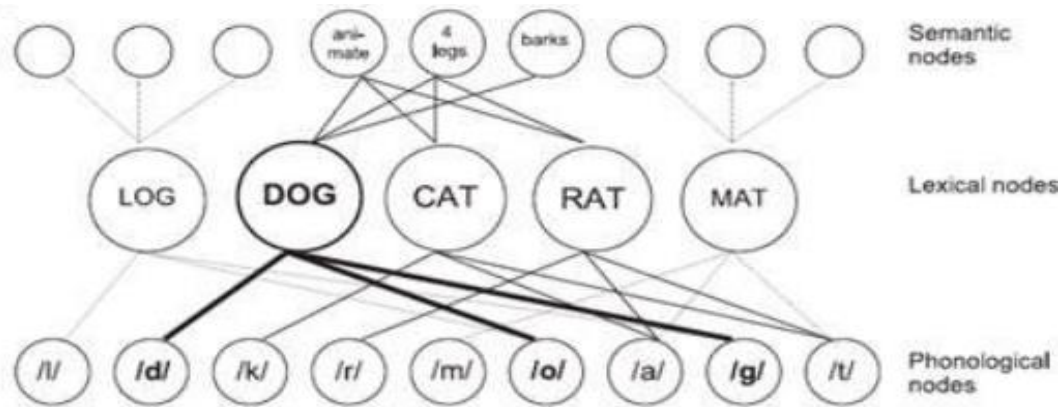 ani-
mate
4
legs
barks
Semantic
nodes
LOG
DOG
CAT
RAT
MAT
Lexical nodes
/l/
/d/
/k/
/r/
/m/
/o/
/a/
/g/
/t/
Phonological
nodes